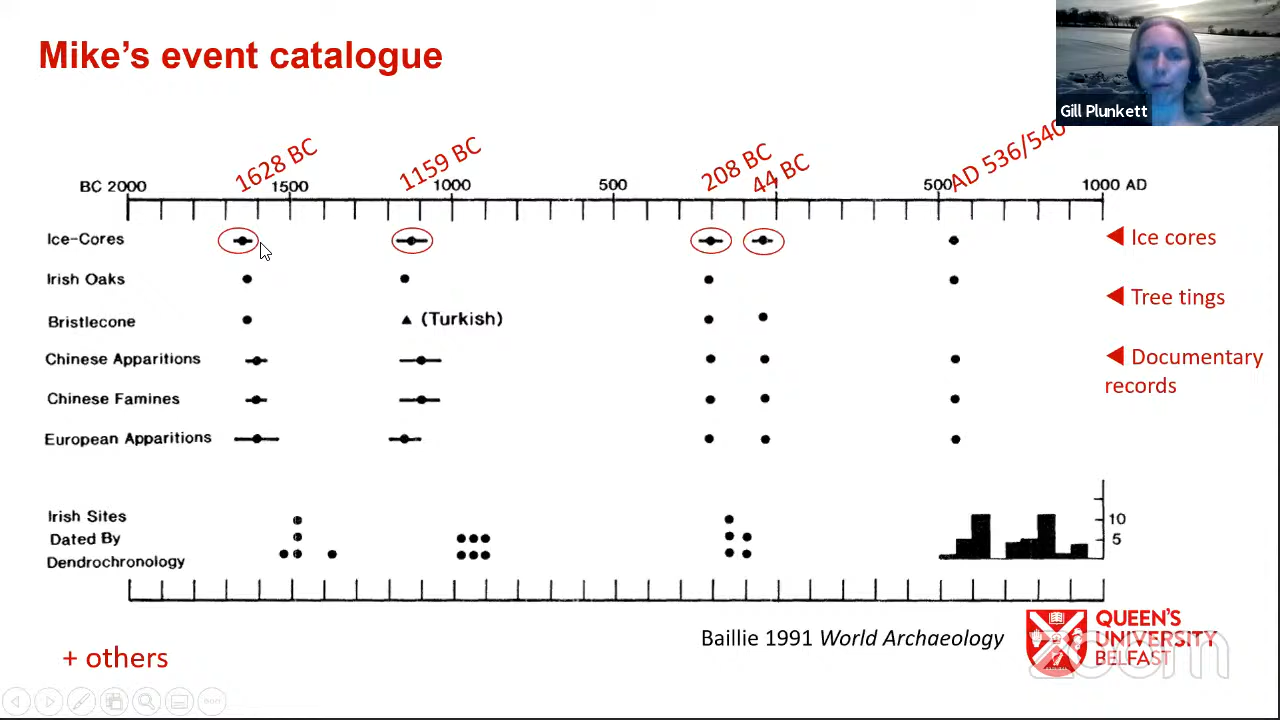 Mike's event catalogue
Gill Plunkett
1628 BC
1159 BC
208 BC
44 BC
AD 536/540
BC 2000 1500 1000 500 500 1000 AD
Ice-Cores
Irish Oaks
Bristlecone
(Turkish)
Chinese Apparitions
Chinese Famines
European Apparitions
Ice cores
Tree tings
Documentary
records
Irish Sites
Dated By
Dendrochronology
10
5
Baillie 1991 World Archaeology
+ others
QUEEN'S
UNIVERSITY
BELFAST
zoom